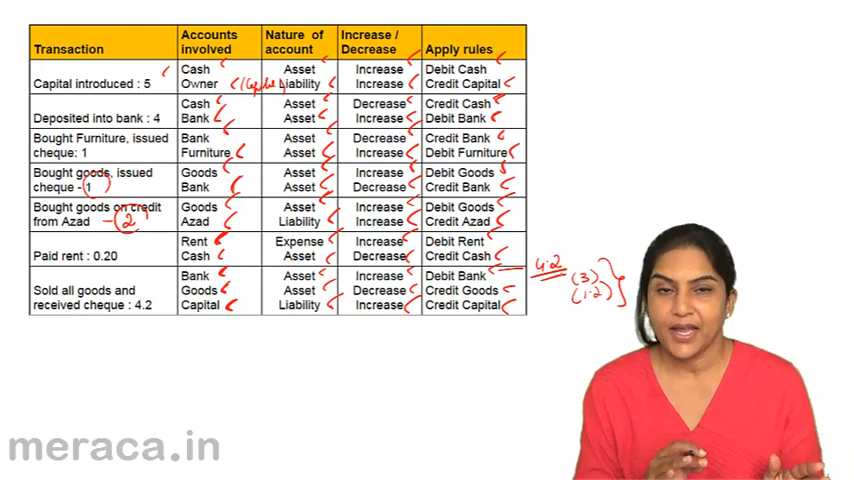 Transaction
Accounts involved
Nature of account
Increase / Decrease
Apply rules
Capital introduced : 5
Cash
Owner (Capital)
Asset
Liability
Increase
Increase
Debit Cash
Credit Capital
Deposited into bank : 4
Cash
Bank
Asset
Asset
Decrease
Increase
Credit Cash
Debit Bank
Bought Furniture, issued
cheque: 1
Bank
Furniture
Asset
Asset
Decrease
Increase
Credit Bank
Debit Furniture
Bought goods, issued
cheque - 1
Goods
Bank
Asset
Asset
Increase
Decrease
Debit Goods
Credit Bank
Bought goods on credit
from Azad - 2
Goods
Azad
Asset
Liability
Increase
Increase
Debit Goods
Credit Azad
Paid rent : 0.20
Rent
Cash
Expense
Asset
Increase
Decrease
Debit Rent
Credit Cash
Sold all goods and
received cheque : 4.2
Bank
Goods
Capital
Asset
Asset
Liability
Increase
Decrease
Increase
Debit Bank
Credit Goods
Credit Capital
4.2
(3)
(1.2)
meraca.in